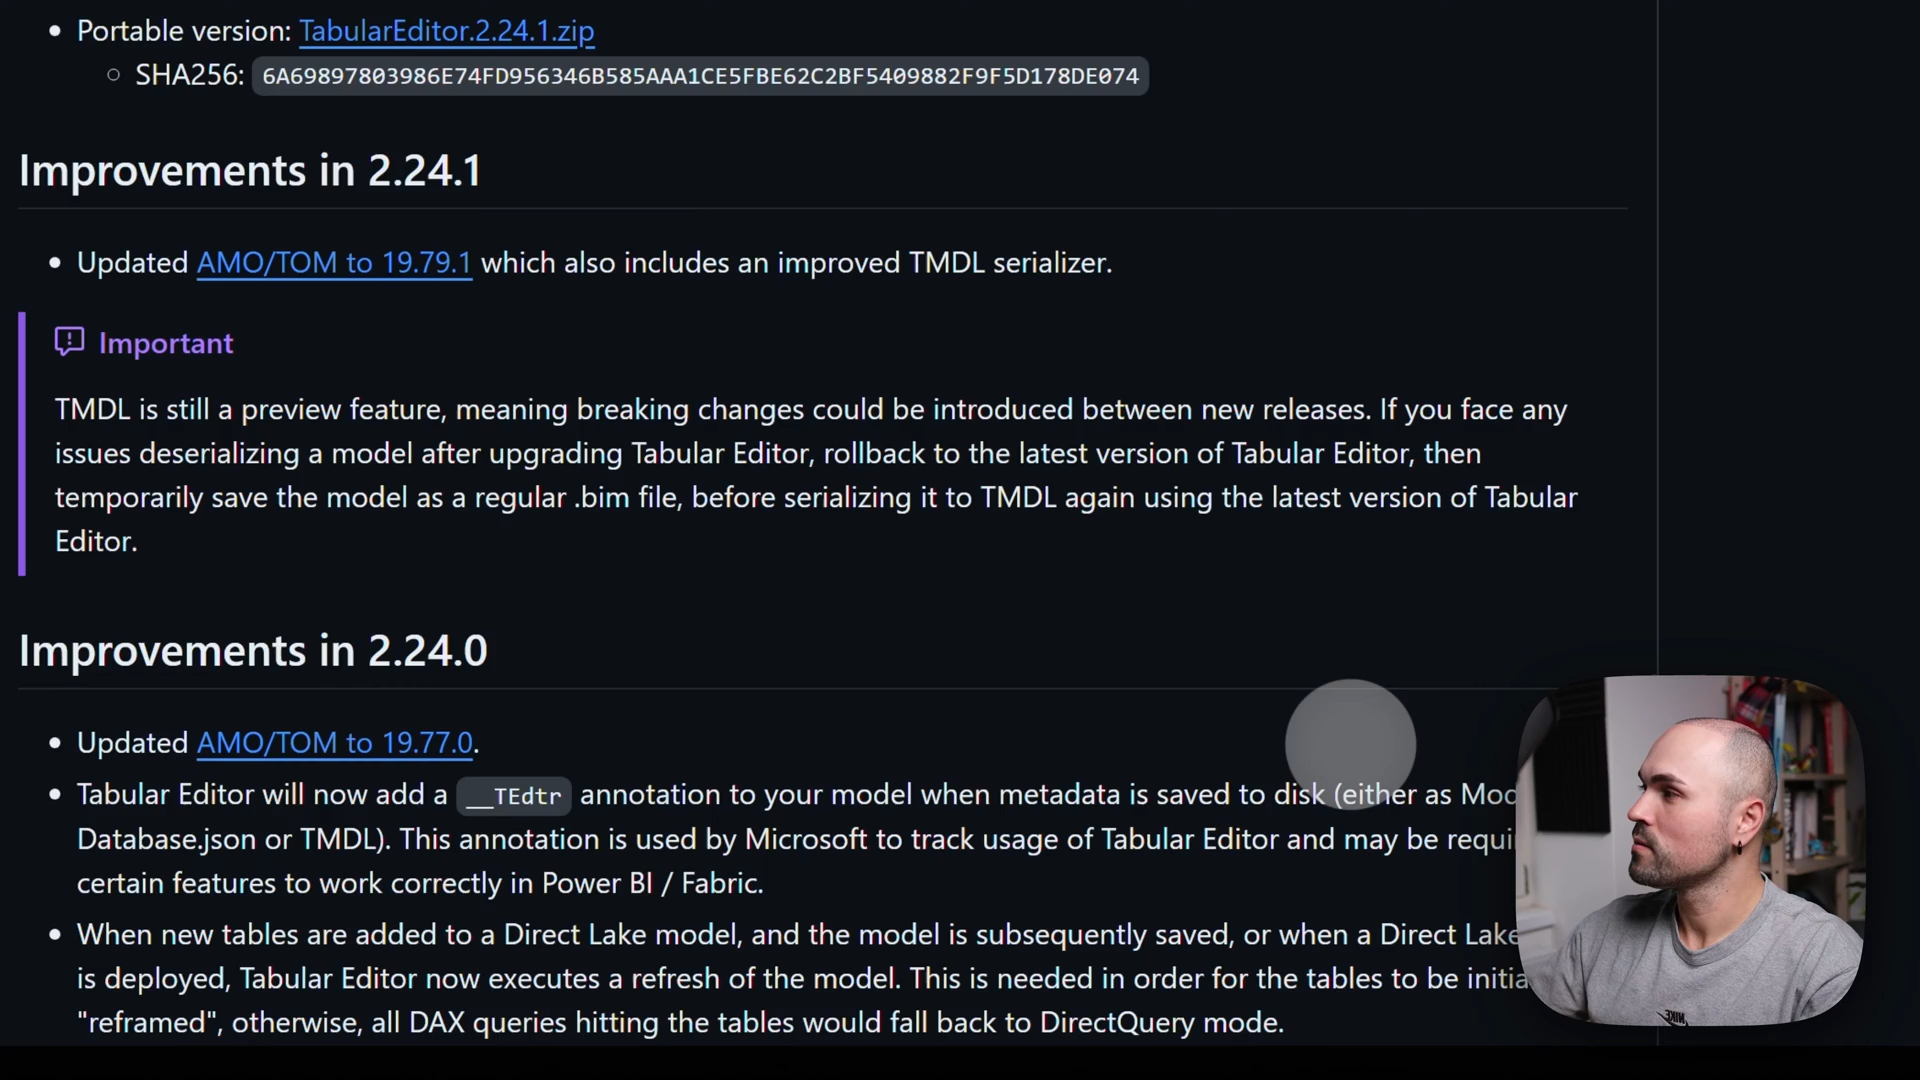 Portable version: TabularEditor.2.24.1.zip
SHA256: 6A69897803986E74FD956346B585AAA1CE5FBE62C2BF5409882F9F5D178DE074
Improvements in 2.24.1
Updated AMO/TOM to 19.79.1 which also includes an improved TMDL serializer.
Important
TMDL is still a preview feature, meaning breaking changes could be introduced between new releases. If you face any
issues deserializing a model after upgrading Tabular Editor, rollback to the latest version of Tabular Editor, then
temporarily save the model as a regular .bim file, before serializing it to TMDL again using the latest version of Tabular
Editor.
Improvements in 2.24.0
Updated AMO/TOM to 19.77.0.
Tabular Editor will now add a __TEdtr annotation to your model when metadata is saved to disk (either as
Database.json or TMDL). This annotation is used by Microsoft to track usage of Tabular Editor and may be
certain features to work correctly in Power BI / Fabric.
When new tables are added to a Direct Lake model, and the model is subsequently saved, or when a Direct Lake
is deployed, Tabular Editor now executes a refresh of the model. This is needed in order for the tables to be
"reframed", otherwise, all DAX queries hitting the tables would fall back to DirectQuery mode.
NIKE